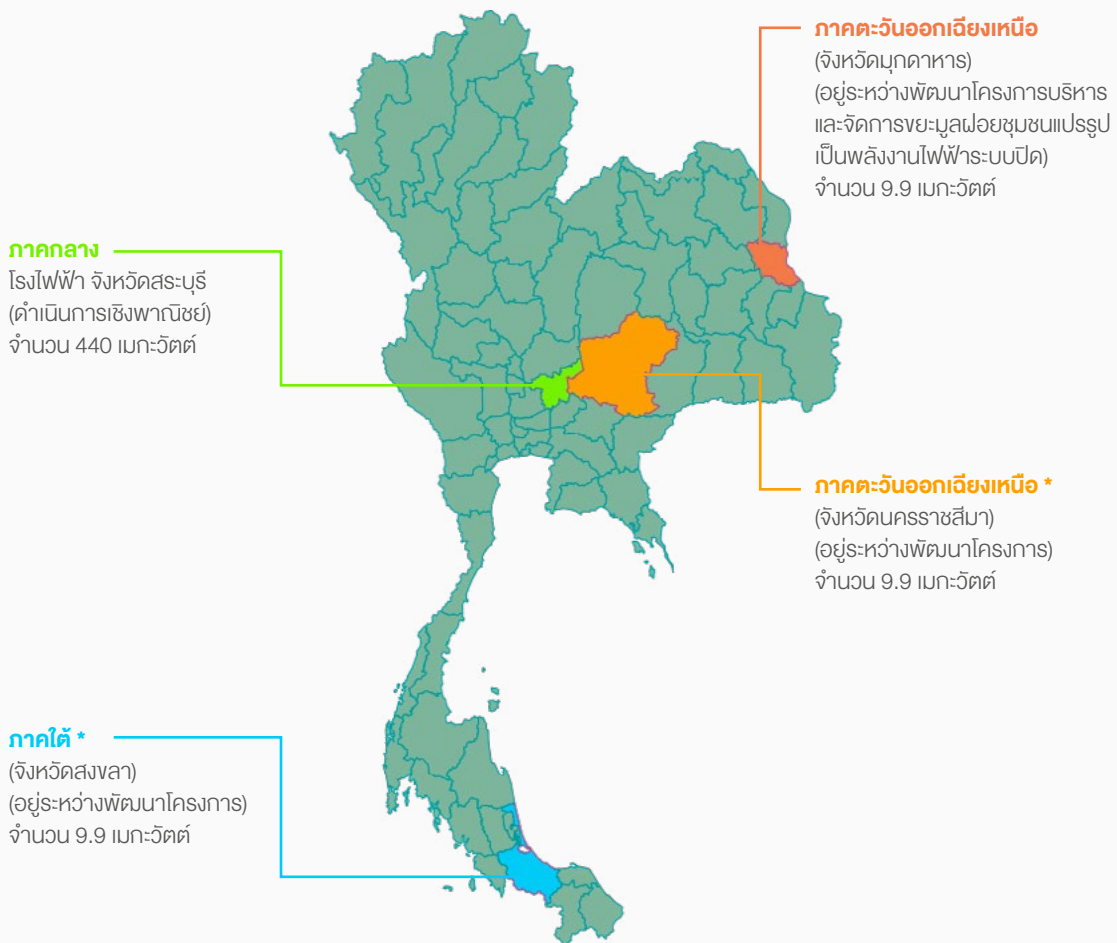 ภาคตะวันออกเฉียงเหนือ
(จังหวัดมุกดาหาร)
(อยู่ระหว่างพัฒนาโครงการบริหาร
และจัดการขยะมูลฝอยชุมชนแปรรูป
เป็นพลังงานไฟฟ้าระบบปิด)
จำนวน 9.9 เมกะวัตต์
ภาคกลาง
โรงไฟฟ้า จังหวัดสระบุรี
(ดำเนินการเชิงพาณิชย์)
จำนวน 440 เมกะวัตต์
ภาคตะวันออกเฉียงเหนือ *
(จังหวัดนครราชสีมา)
(อยู่ระหว่างพัฒนาโครงการ)
จำนวน 9.9 เมกะวัตต์
ภาคใต้ *
(จังหวัดสงขลา)
(อยู่ระหว่างพัฒนาโครงการ)
จำนวน 9.9 เมกะวัตต์